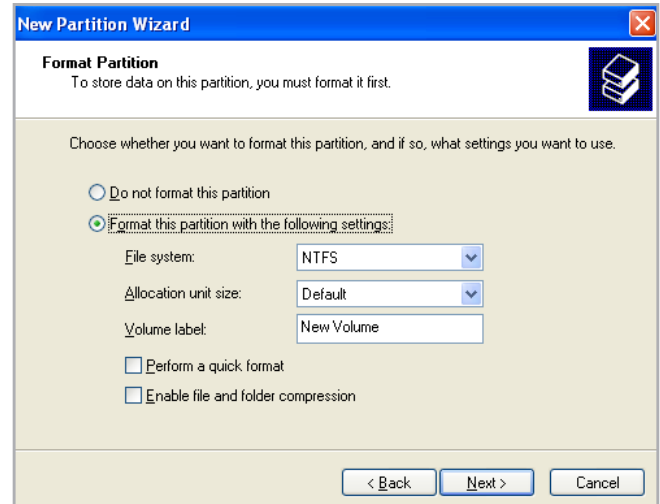 New Partition Wizard
Format Partition
To store data on this partition, you must format it first.
Choose whether you want to format this partition, and if so, what settings you want to use.
Do not format this partition
Format this partition with the following settings:
File system: NTFS
Allocation unit size: Default
Volume label: New Volume
Perform a quick format
Enable file and folder compression
< Back Next > Cancel